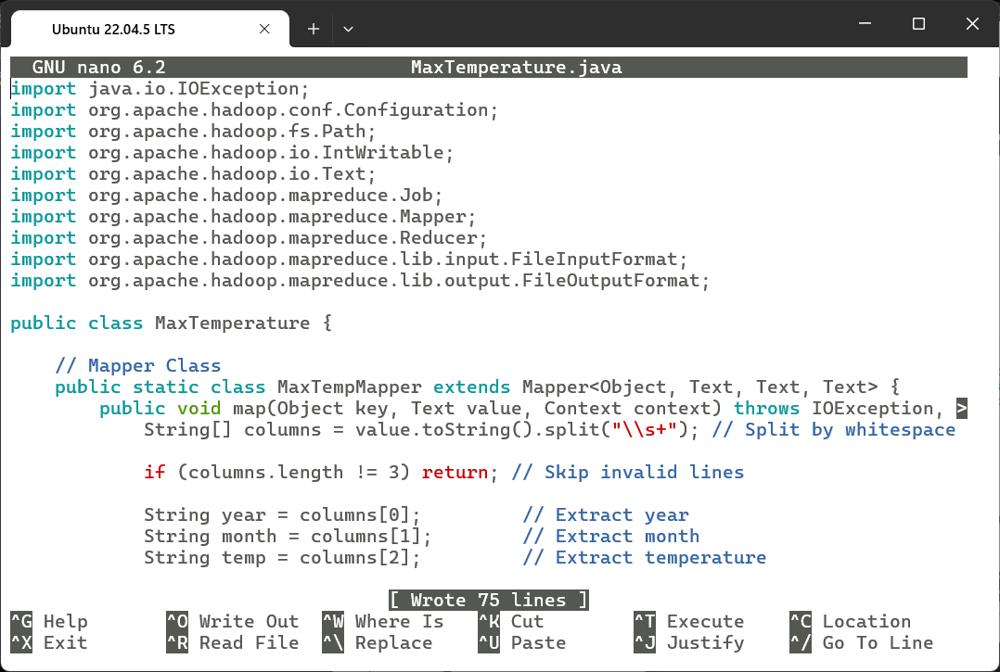 Ubuntu 22.04.5 LTS
GNU nano 6.2 MaxTemperature.java
import java.io.IOException;
import org.apache.hadoop.conf.Configuration;
import org.apache.hadoop.fs.Path;
import org.apache.hadoop.io.IntWritable;
import org.apache.hadoop.io.Text;
import org.apache.hadoop.mapreduce.Job;
import org.apache.hadoop.mapreduce.Mapper;
import org.apache.hadoop.mapreduce.Reducer;
import org.apache.hadoop.mapreduce.lib.input.FileInputFormat;
import org.apache.hadoop.mapreduce.lib.output.FileOutputFormat;
public class MaxTemperature {
    // Mapper Class
    public static class MaxTempMapper extends Mapper<Object, Text, Text, Text> {
        public void map(Object key, Text value, Context context) throws IOException, >
            String[] columns = value.toString().split("\\s+"); // Split by whitespace
            if (columns.length != 3) return; // Skip invalid lines
            String year = columns[0];         // Extract year
            String month = columns[1];        // Extract month
            String temp = columns[2];         // Extract temperature
[ Wrote 75 lines ]
^G Help ^O Write Out ^W Where Is ^K Cut ^T Execute ^C Location
^X Exit ^R Read File ^\ Replace ^U Paste ^J Justify ^/ Go To Line